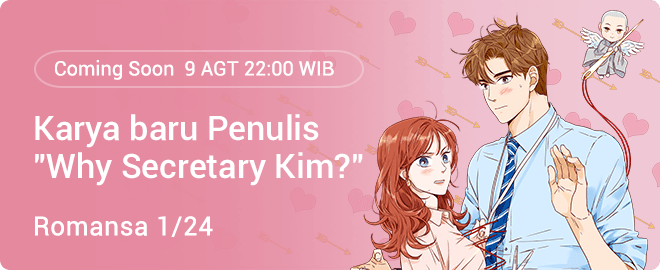 Coming Soon 9 AGT 22:00 WIB
Karya baru Penulis
"Why Secretary Kim?"
Romansa 1/24